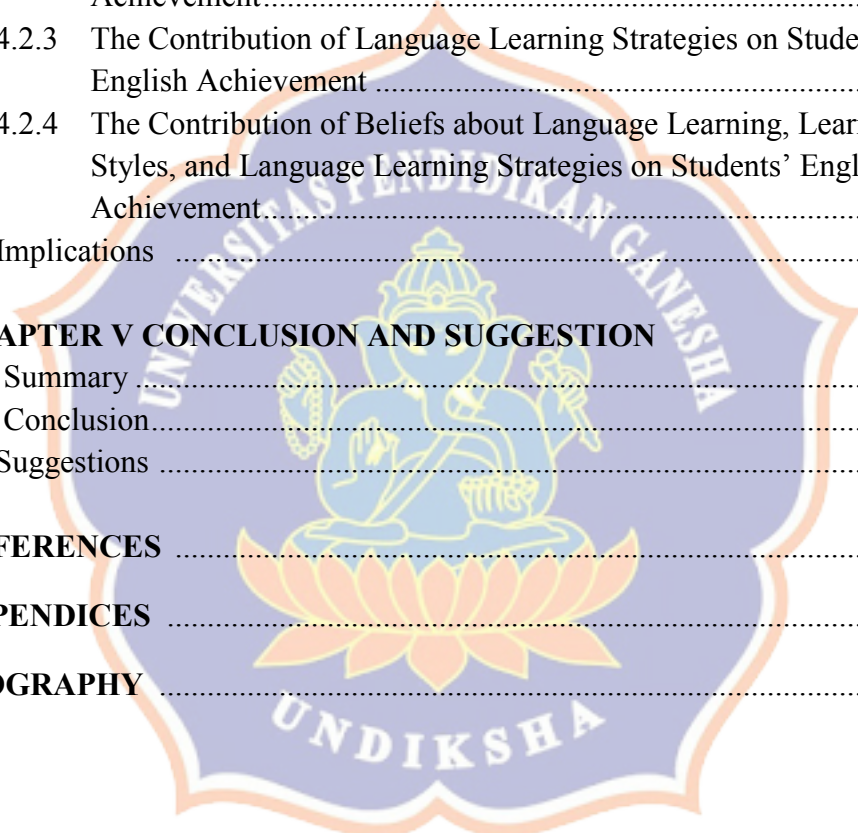 Achievement..............................................................................
4.2.3 The Contribution of Language Learning Strategies on Stude
English Achievement ................................................................
4.2.4 The Contribution of Beliefs about Language Learning, Lear
Styles, and Language Learning Strategies on Students’ Engl
Achievement..............................................................................
Implications ..............................................................................
APTER V CONCLUSION AND SUGGESTION
Summary ..............................................................................
Conclusion..............................................................................
Suggestions ..............................................................................
FERENCES ..............................................................................
PENDICES ..............................................................................
OGRAPHY ..............................................................................
UNIVERSITAS PENDIDIKAN GANESHA
UNDIKSHA